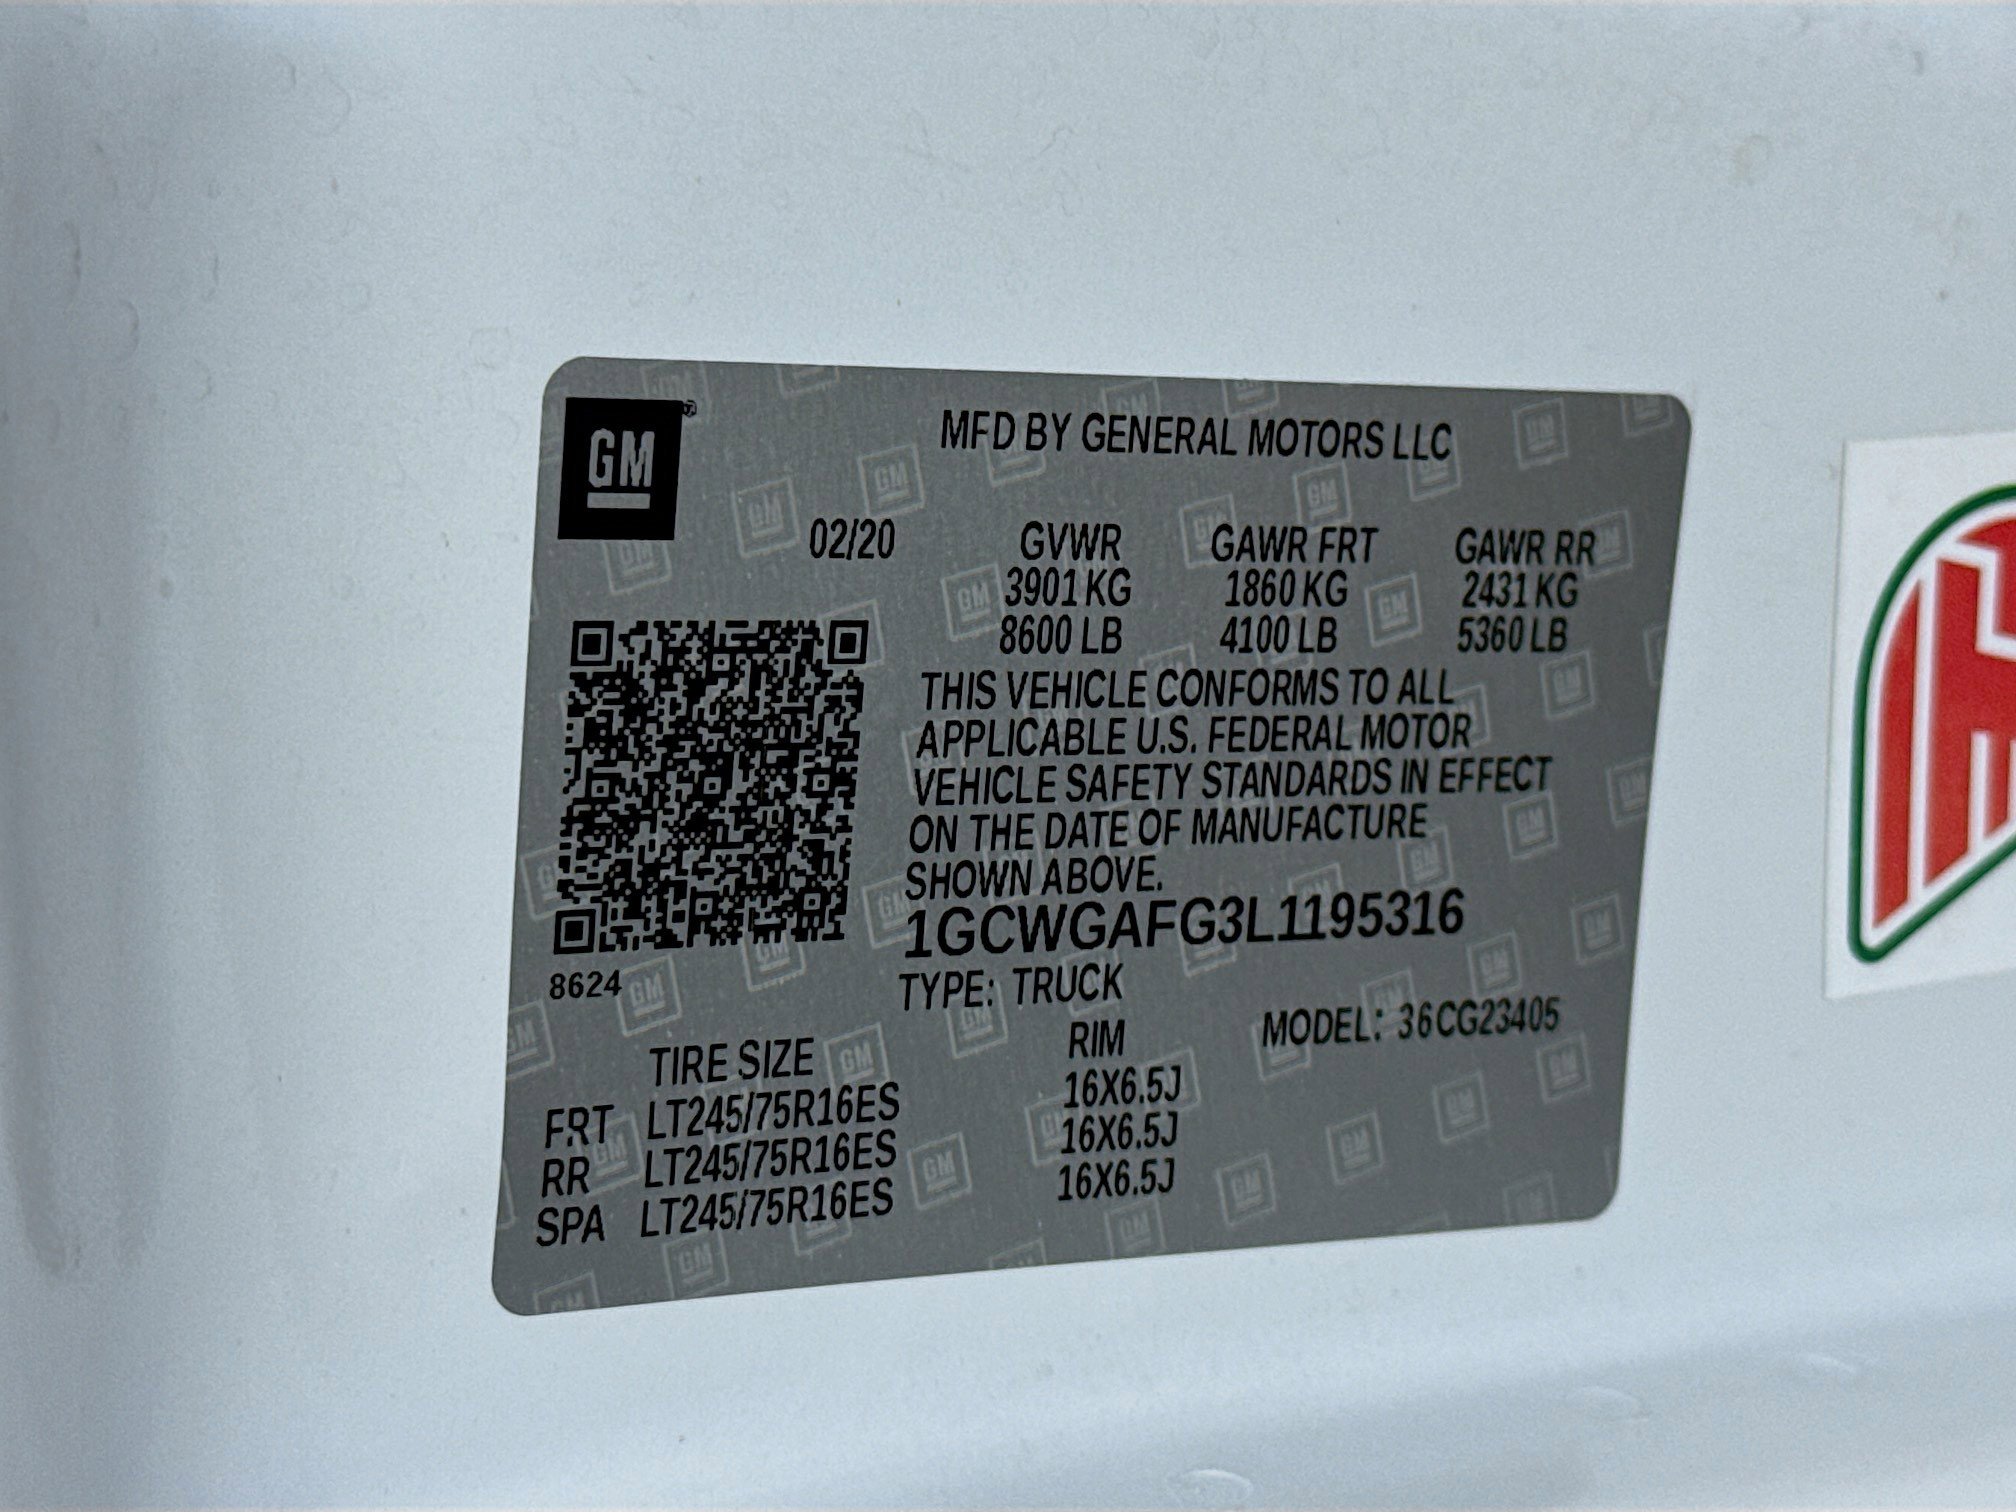 GM
MFD BY GENERAL MOTORS LLC
02/20 GVWR GAWR FRT GAWR RR
3901 KG 1860 KG 2431 KG
8600 LB 4100 LB 5360 LB
THIS VEHICLE CONFORMS TO ALL
APPLICABLE U.S. FEDERAL MOTOR
VEHICLE SAFETY STANDARDS IN EFFECT
ON THE DATE OF MANUFACTURE
SHOWN ABOVE.
1GCWGAFG3L1195316
8624
TYPE: TRUCK
MODEL: 36CG23405
TIRE SIZE RIM
FRT LT245/75R16ES 16X6.5J
RR LT245/75R16ES 16X6.5J
SPA LT245/75R16ES 16X6.5J